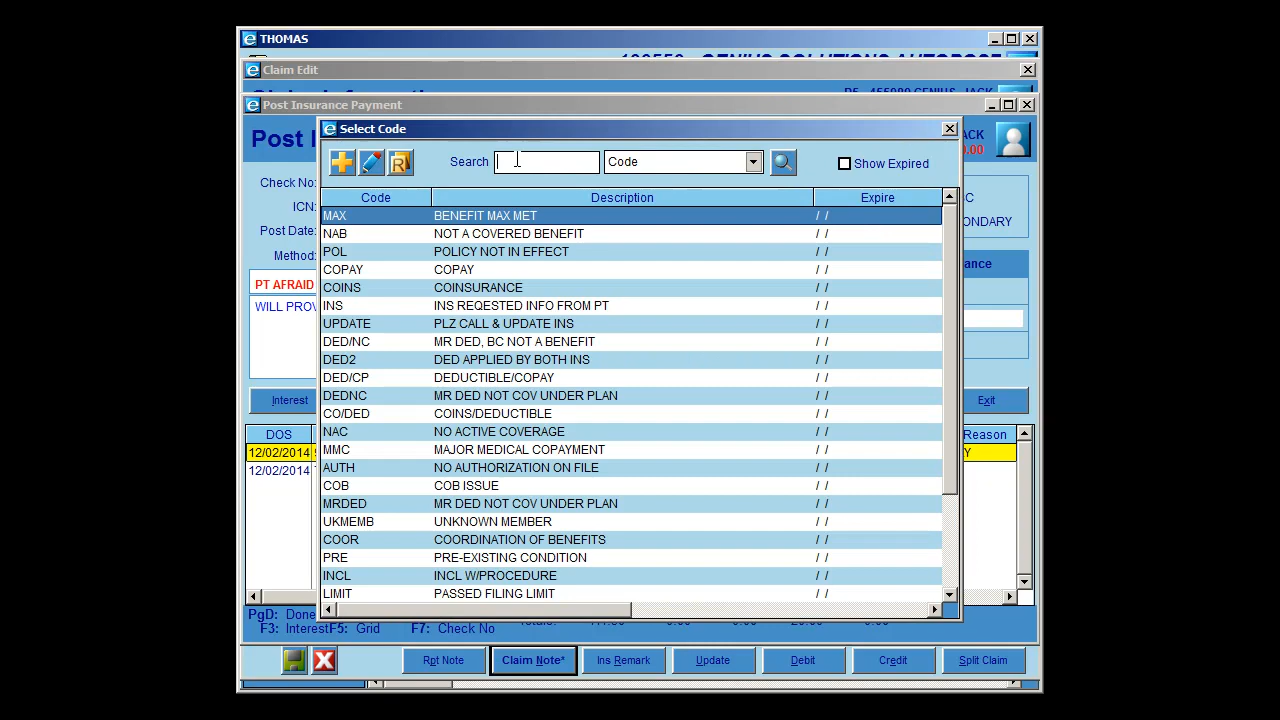 THOMAS
Claim Edit
Post Insurance Payment
Select Code
Post I
ACK
0.00
Search
Code
Show Expired
Check No:
ICN:
Post Date:
Method:
PT AFRAID
WILL PROV
Interest
C
ONDARY
ance
Exit
Code Description Expire
MAX BENEFIT MAX MET / /
NAB NOT A COVERED BENEFIT / /
POL POLICY NOT IN EFFECT / /
COPAY COPAY / /
COINS COINSURANCE / /
INS INS REQESTED INFO FROM PT / /
UPDATE PLZ CALL & UPDATE INS / /
DED/NC MR DED, BC NOT A BENEFIT / /
DED2 DED APPLIED BY BOTH INS / /
DED/CP DEDUCTIBLE/COPAY / /
DEDNC MR DED NOT COV UNDER PLAN / /
CO/DED COINS/DEDUCTIBLE / /
NAC NO ACTIVE COVERAGE / /
MMC MAJOR MEDICAL COPAYMENT / /
AUTH NO AUTHORIZATION ON FILE / /
COB COB ISSUE / /
MRDED MR DED NOT COV UNDER PLAN / /
UKMEMB UNKNOWN MEMBER / /
COOR COORDINATION OF BENEFITS / /
PRE PRE-EXISTING CONDITION / /
INCL INCL W/PROCEDURE / /
LIMIT PASSED FILING LIMIT / /
DOS
Reason
12/02/2014
Y
12/02/2014
PgD: Done
F3: Interest F5: Grid F7: Check No
Rpt Note Claim Note* Ins Remark Update Debit Credit Split Claim